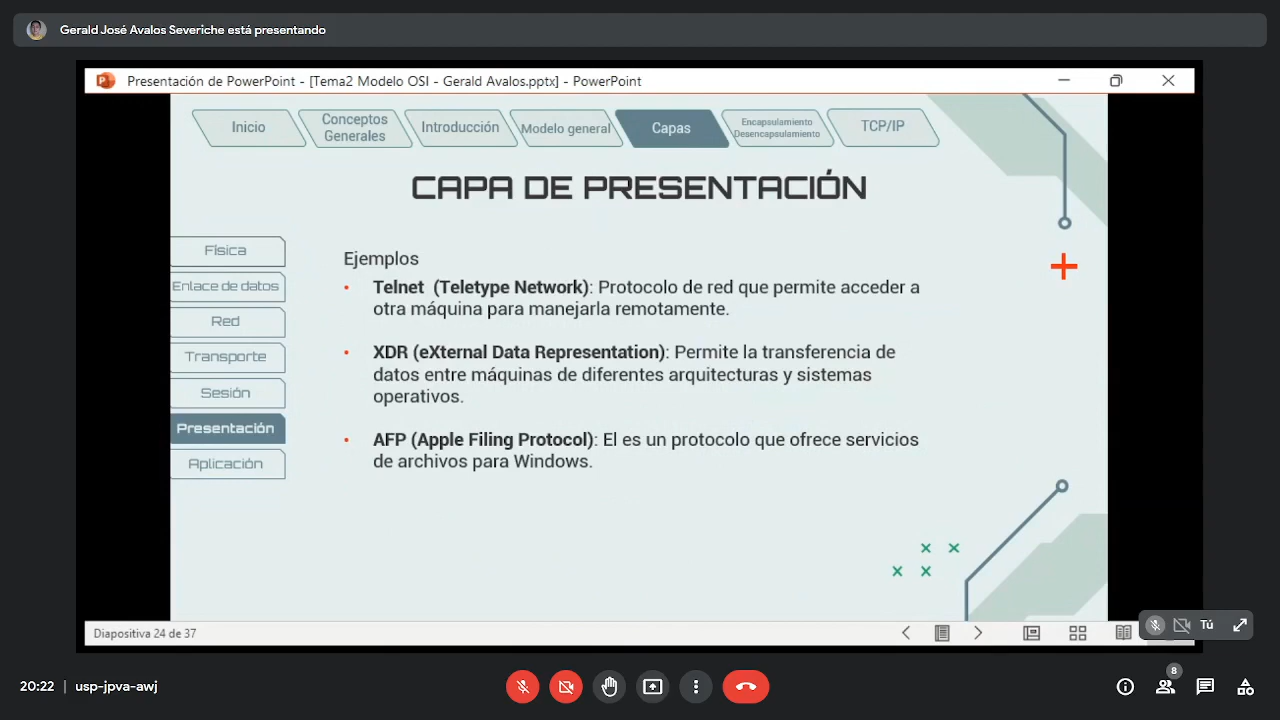 Gerald José Avalos Severiche está presentando
Presentación de PowerPoint - [Tema2 Modelo OSI - Gerald Avalos.pptx] - PowerPoint
Inicio
Conceptos
Generales
Introducción
Modelo general
Capas
Encapsulamiento
Desencapsulamiento
TCP/IP
CAPA DE PRESENTACIÓN
Física
Enlace de datos
Red
Transporte
Sesión
Presentación
Aplicación
Ejemplos
• Telnet (Teletype Network): Protocolo de red que permite acceder a
otra máquina para manejarla remotamente.
• XDR (eXternal Data Representation): Permite la transferencia de
datos entre máquinas de diferentes arquitecturas y sistemas
operativos.
• AFP (Apple Filing Protocol): El es un protocolo que ofrece servicios
de archivos para Windows.
Diapositiva 24 de 37
Tú
20:22 | usp-jpva-awj
8